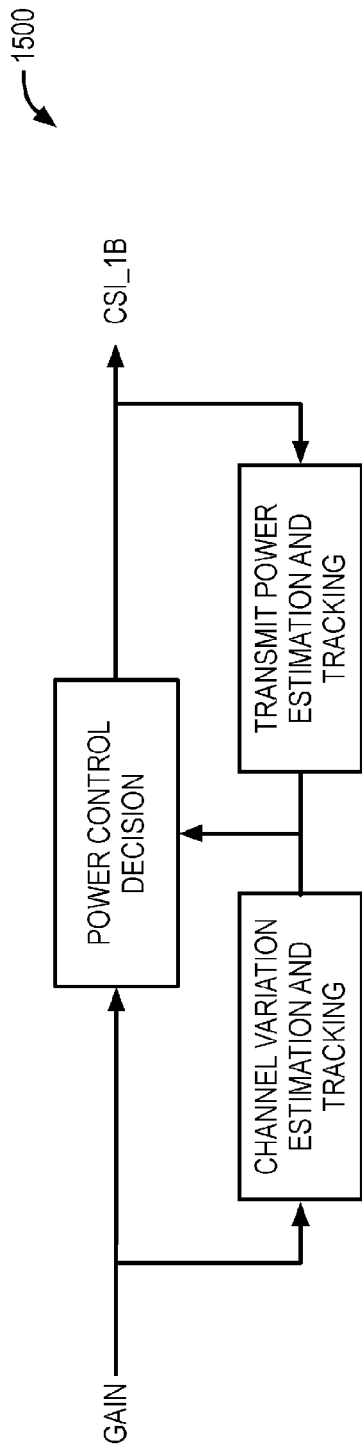 1500
GAIN
POWER CONTROL
DECISION
CSI_1B
CHANNEL VARIATION
ESTIMATION AND
TRACKING
TRANSMIT POWER
ESTIMATION AND
TRACKING